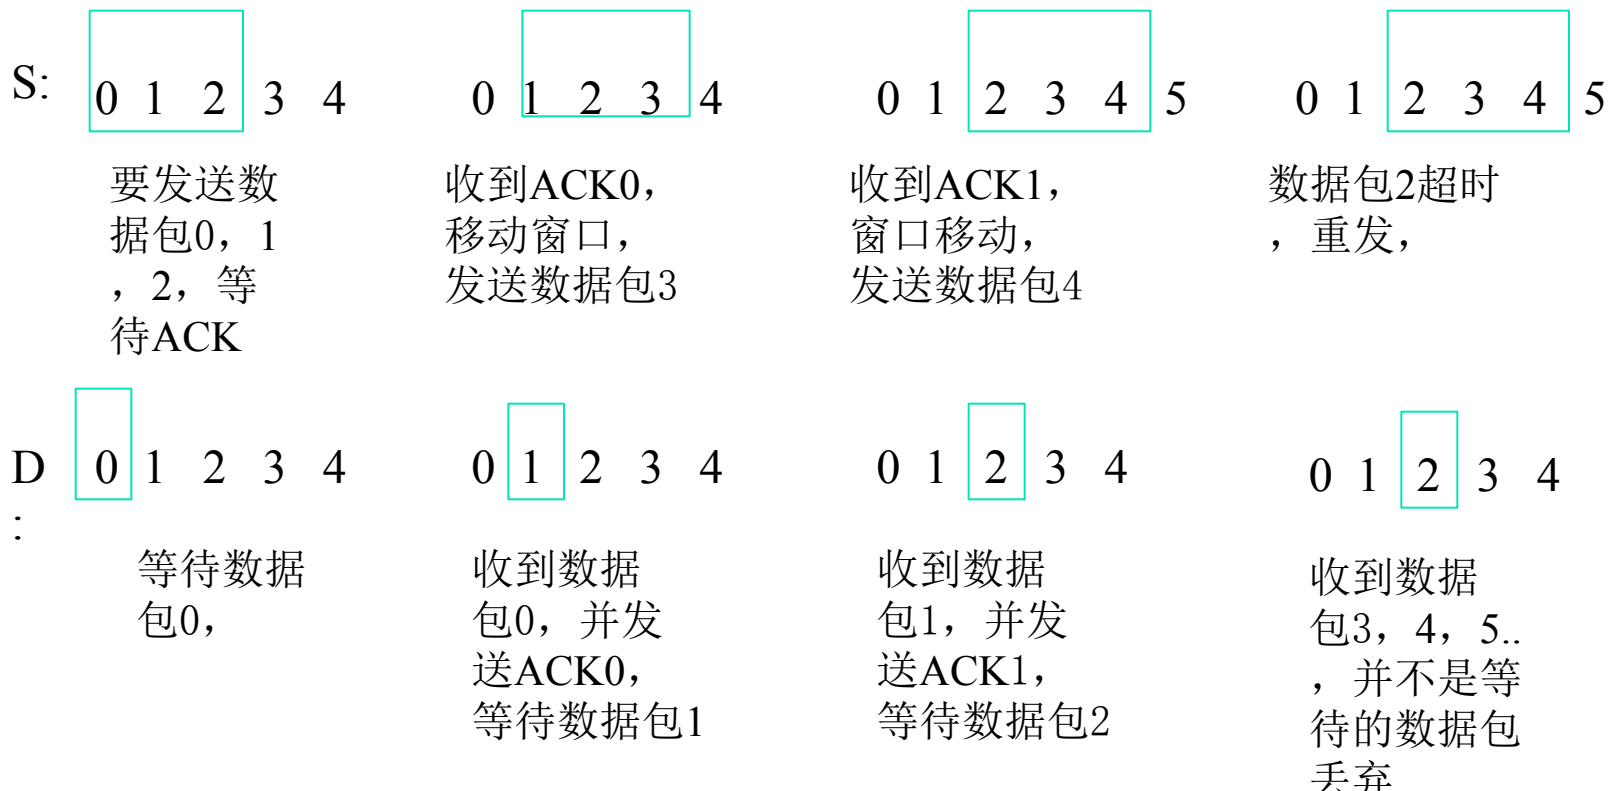 S:
0 1 2 3 4
0 1 2 3 4
0 1 2 3 4 5
0 1 2 3 4 5
要发送数
据包0，1
，2，等
待ACK
收到ACK0，
移动窗口，
发送数据包3
收到ACK1，
窗口移动，
发送数据包4
数据包2超时
，重发，
D
:
0 1 2 3 4
0 1 2 3 4
0 1 2 3 4
0 1 2 3 4
等待数据
包0，
收到数据
包0，并发
送ACK0，
等待数据包1
收到数据
包1，并发
送ACK1，
等待数据包2
收到数据
包3，4，5..
，并不是等
待的数据包
丢弃